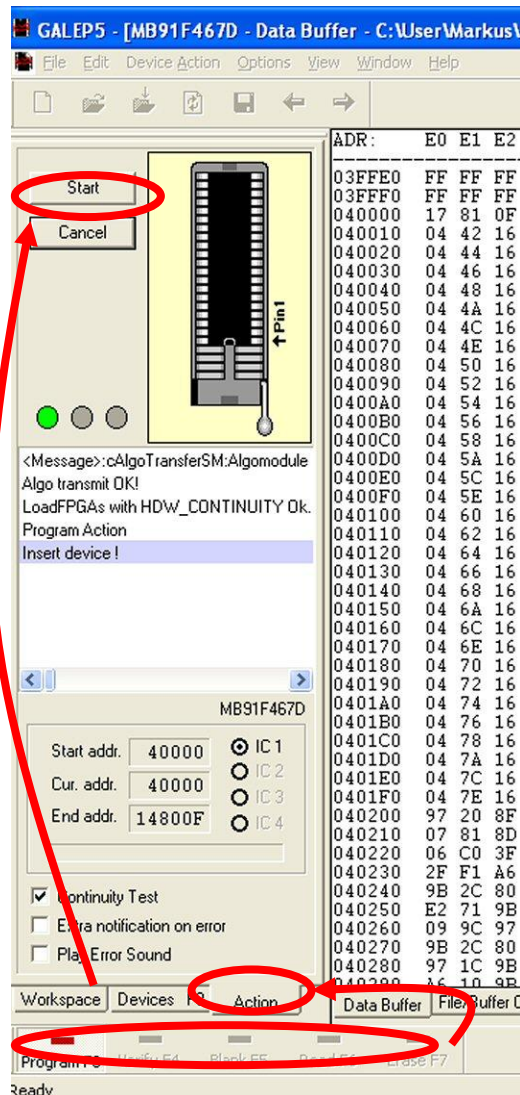 GALEP5 - [MB91F467D - Data Buffer - C:\User\Markus\
File Edit Device Action Options View Window Help
Start
Cancel
Pin1
<Message>:cAlgoTransferSM:Algomodule
Algo transmit OK!
LoadFPGAs with HDW_CONTINUITY Ok.
Program Action
Insert device !
MB91F467D
Start addr. 40000 IC 1
IC 2
Cur. addr. 40000
IC 3
End addr. 14800F IC 4
Continuity Test
Extra notification on error
Play Error Sound
Workspace Devices Action
ADR: E0 E1 E2
03FFE0 FF FF FF
03FFF0 FF FF FF
040000 17 81 0F
040010 04 42 16
040020 04 44 16
040030 04 46 16
040040 04 48 16
040050 04 4A 16
040060 04 4C 16
040070 04 4E 16
040080 04 50 16
040090 04 52 16
0400A0 04 54 16
0400B0 04 56 16
0400C0 04 58 16
0400D0 04 5A 16
0400E0 04 5C 16
0400F0 04 5E 16
040100 04 60 16
040110 04 62 16
040120 04 64 16
040130 04 66 16
040140 04 68 16
040150 04 6A 16
040160 04 6C 16
040170 04 6E 16
040180 04 70 16
040190 04 72 16
0401A0 04 74 16
0401B0 04 76 16
0401C0 04 78 16
0401D0 04 7A 16
0401E0 04 7C 16
0401F0 04 7E 16
040200 97 20 8F
040210 07 81 8D
040220 06 C0 3F
040230 2F F1 A6
040240 9B 2C 80
040250 E2 71 9B
040260 09 9C 97
040270 9B 2C 80
040280 97 1C 9B
040290 A6 10 9B
Data Buffer File/Buffer
Program F3 Verify F4 Blank F5 Read F6 Erase F7
Ready